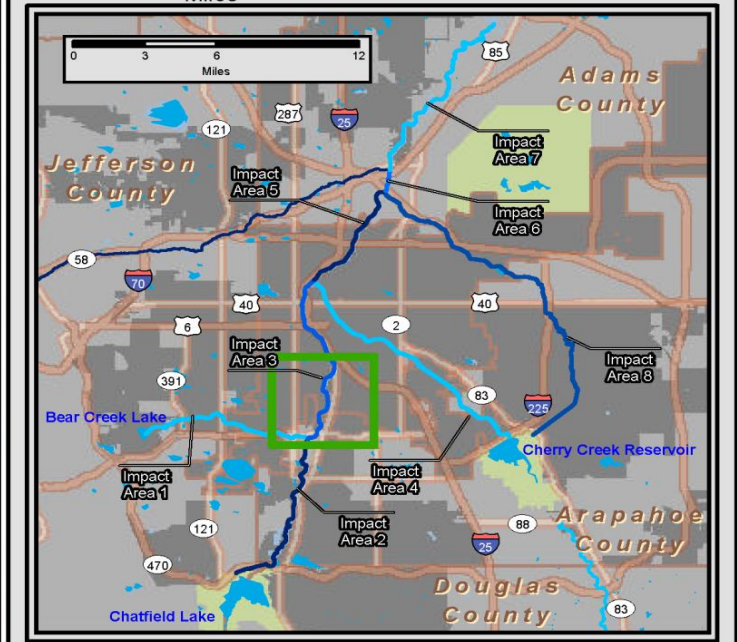 0 3 6 12
Miles
85
Adams
County
287
25
121
Impact
Area 7
Jefferson
County
Impact
Area 5
Impact
Area 6
58
70
40
40
6
2
Impact
Area 3
Impact
Area 8
391
83
225
Bear Creek Lake
Cherry Creek Reservoir
Impact
Area 1
Impact
Area 4
121
Impact
Area 2
88
Arapahoe
County
25
470
Douglas
County
Chatfield Lake
83